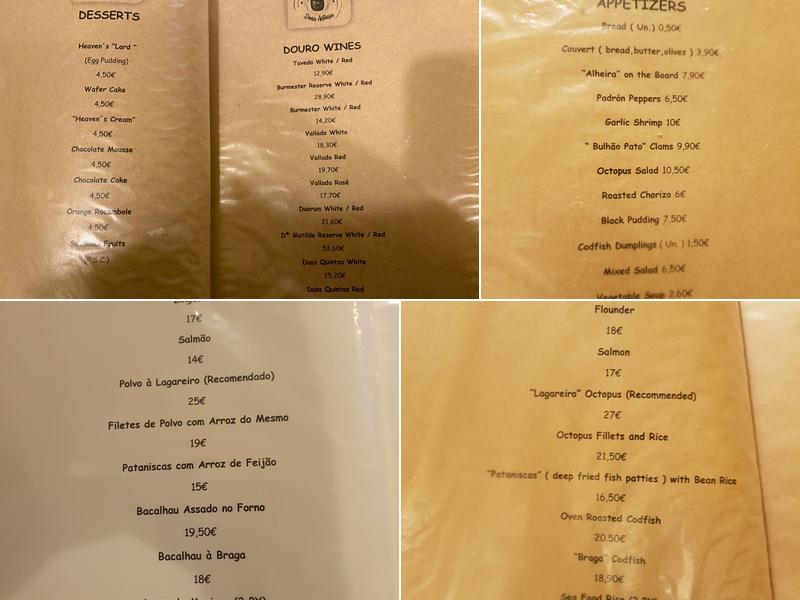 DESSERTS
Heaven´s "Lard "
(Egg Pudding)
4,50€
Wafer Cake
4,50€
"Heaven´s Cream"
4,50€
Chocolate Mousse
4,50€
Chocolate Cake
4,50€
Orange Rocambole
4,50€
Seasonal Fruits
(P.S.C.)
DOURO WINES
Tavedo White / Red
12,90€
Burmester Reserve White / Red
28,90€
Burmester White / Red
14,20€
Vallado White
18,30€
Vallado Red
19,70€
Vallado Rosé
17,70€
Duorum White / Red
21,60€
Dª Matilde Reserve White / Red
53,60€
Duas Quintas White
25,20€
Duas Quintas Red
APPETIZERS
Bread ( Un.) 0,50€
Couvert ( bread,butter,olives ) 3,90€
"Alheira" on the Board 7,90€
Padrón Peppers 6,50€
Garlic Shrimp 10€
" Bulhão Pato" Clams 9,90€
Octopus Salad 10,50€
Roasted Chorizo 6€
Black Pudding 7,50€
Codfish Dumplings ( Un. ) 1,50€
Mixed Salad 6,50€
Vegetable Soup 2,60€
17€
Salmão
14€
Polvo à Lagareiro (Recomendado)
25€
Filetes de Polvo com Arroz do Mesmo
19€
Pataniscas com Arroz de Feijão
15€
Bacalhau Assado no Forno
19,50€
Bacalhau à Braga
18€
Flounder
18€
Salmon
17€
"Lagareiro" Octopus (Recommended)
27€
Octopus Fillets and Rice
21,50€
"Pataniscas" ( deep fried fish patties ) with Bean Rice
16,50€
Oven Roasted Codfish
20.50€
"Braga" Codfish
18,90€
Sea Food Rice